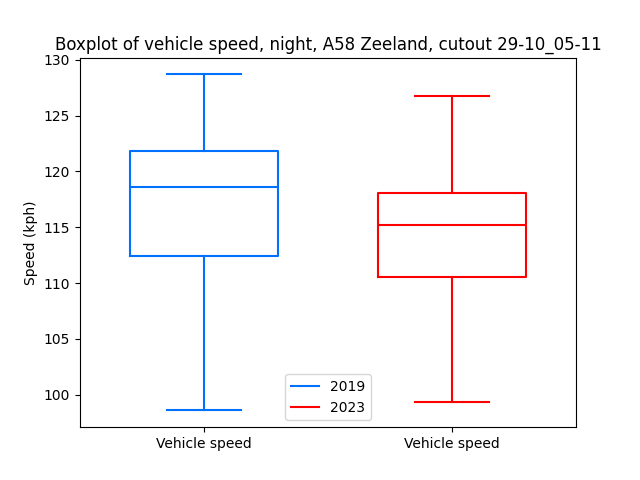 Boxplot of vehicle speed, night, A58 Zeeland, cutout 29-10_05-11
130
125
120
115
110
105
100
Speed (kph)
2019
2023
Vehicle speed
Vehicle speed